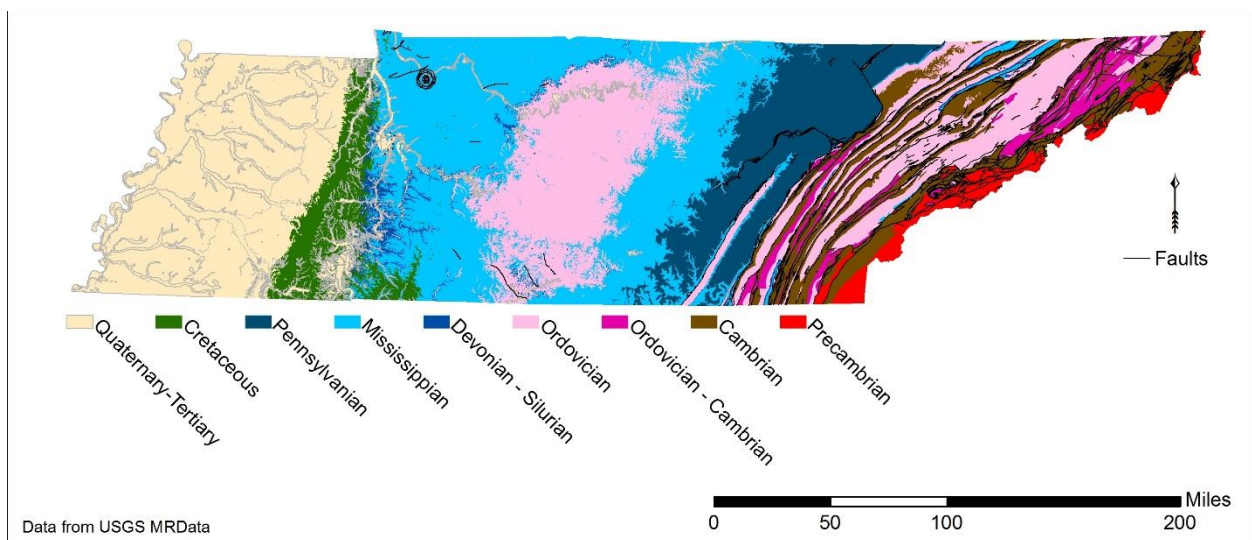 Faults
Quaternary-Tertiary
Cretaceous
Pennsylvanian
Mississippian
Devonian - Silurian
Ordovician
Ordovician - Cambrian
Cambrian
Precambrian
Miles
0 50 100 200
Data from USGS MRData